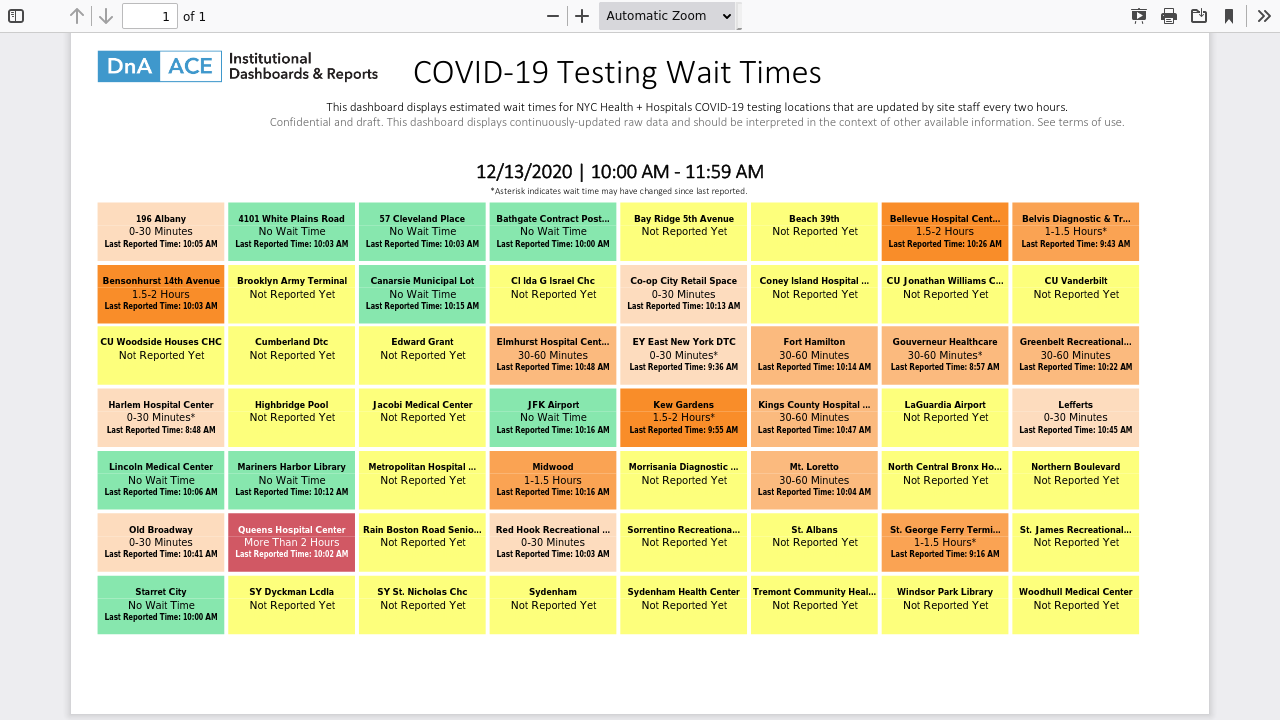 1 of 1 Automatic Zoom
DnA ACE Institutional
Dashboards & Reports
COVID-19 Testing Wait Times
This dashboard displays estimated wait times for NYC Health + Hospitals COVID-19 testing locations that are updated by site staff every two hours.
Confidential and draft. This dashboard displays continuously-updated raw data and should be interpreted in the context of other available information. See terms of use.
12/13/2020 | 10:00 AM - 11:59 AM
*Asterisk indicates wait time may have changed since last reported.
196 Albany
0-30 Minutes
Last Reported Time: 10:05 AM
4101 White Plains Road
No Wait Time
Last Reported Time: 10:03 AM
57 Cleveland Place
No Wait Time
Last Reported Time: 10:03 AM
Bathgate Contract Post...
No Wait Time
Last Reported Time: 10:00 AM
Bay Ridge 5th Avenue
Not Reported Yet
Beach 39th
Not Reported Yet
Bellevue Hospital Cent...
1.5-2 Hours
Last Reported Time: 10:26 AM
Belvis Diagnostic & Tr...
1-1.5 Hours*
Last Reported Time: 9:43 AM
Bensonhurst 14th Avenue
1.5-2 Hours
Last Reported Time: 10:03 AM
Brooklyn Army Terminal
Not Reported Yet
Canarsie Municipal Lot
No Wait Time
Last Reported Time: 10:15 AM
CI Ida G Israel Chc
Not Reported Yet
Co-op City Retail Space
0-30 Minutes
Last Reported Time: 10:13 AM
Coney Island Hospital ...
Not Reported Yet
CU Jonathan Williams C...
Not Reported Yet
CU Vanderbilt
Not Reported Yet
CU Woodside Houses CHC
Not Reported Yet
Cumberland Dtc
Not Reported Yet
Edward Grant
Not Reported Yet
Elmhurst Hospital Cent...
30-60 Minutes
Last Reported Time: 10:48 AM
EY East New York DTC
0-30 Minutes*
Last Reported Time: 9:36 AM
Fort Hamilton
30-60 Minutes
Last Reported Time: 10:14 AM
Gouverneur Healthcare
30-60 Minutes*
Last Reported Time: 8:57 AM
Greenbelt Recreational...
30-60 Minutes
Last Reported Time: 10:22 AM
Harlem Hospital Center
0-30 Minutes*
Last Reported Time: 8:48 AM
Highbridge Pool
Not Reported Yet
Jacobi Medical Center
Not Reported Yet
JFK Airport
No Wait Time
Last Reported Time: 10:16 AM
Kew Gardens
1.5-2 Hours*
Last Reported Time: 9:55 AM
Kings County Hospital ...
30-60 Minutes
Last Reported Time: 10:47 AM
LaGuardia Airport
Not Reported Yet
Lefferts
0-30 Minutes
Last Reported Time: 10:45 AM
Lincoln Medical Center
No Wait Time
Last Reported Time: 10:06 AM
Mariners Harbor Library
No Wait Time
Last Reported Time: 10:12 AM
Metropolitan Hospital ...
Not Reported Yet
Midwood
1-1.5 Hours
Last Reported Time: 10:16 AM
Morrisania Diagnostic ...
Not Reported Yet
Mt. Loretto
30-60 Minutes
Last Reported Time: 10:04 AM
North Central Bronx Ho...
Not Reported Yet
Northern Boulevard
Not Reported Yet
Old Broadway
0-30 Minutes
Last Reported Time: 10:41 AM
Queens Hospital Center
More Than 2 Hours
Last Reported Time: 10:02 AM
Rain Boston Road Senio...
Not Reported Yet
Red Hook Recreational ...
0-30 Minutes
Last Reported Time: 10:03 AM
Sorrentino Recreationa...
Not Reported Yet
St. Albans
Not Reported Yet
St. George Ferry Termi...
1-1.5 Hours*
Last Reported Time: 9:16 AM
St. James Recreational...
Not Reported Yet
Starret City
No Wait Time
Last Reported Time: 10:00 AM
SY Dyckman Lcdla
Not Reported Yet
SY St. Nicholas Chc
Not Reported Yet
Sydenham
Not Reported Yet
Sydenham Health Center
Not Reported Yet
Tremont Community Heal...
Not Reported Yet
Windsor Park Library
Not Reported Yet
Woodhull Medical Center
Not Reported Yet